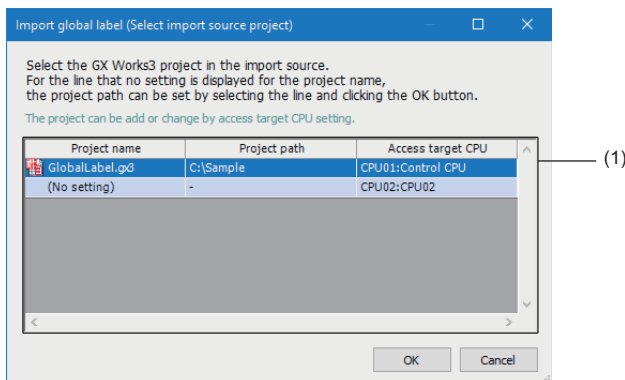 Import global label (Select import source project)
Select the GX Works3 project in the import source.
For the line that no setting is displayed for the project name,
the project path can be set by selecting the line and clicking the OK button.
The project can be add or change by access target CPU setting.
Project name Project path Access target CPU
GlobalLabel.gx3 C:\Sample CPU01:Control CPU
(No setting) - CPU02:CPU02
(1)
OK Cancel